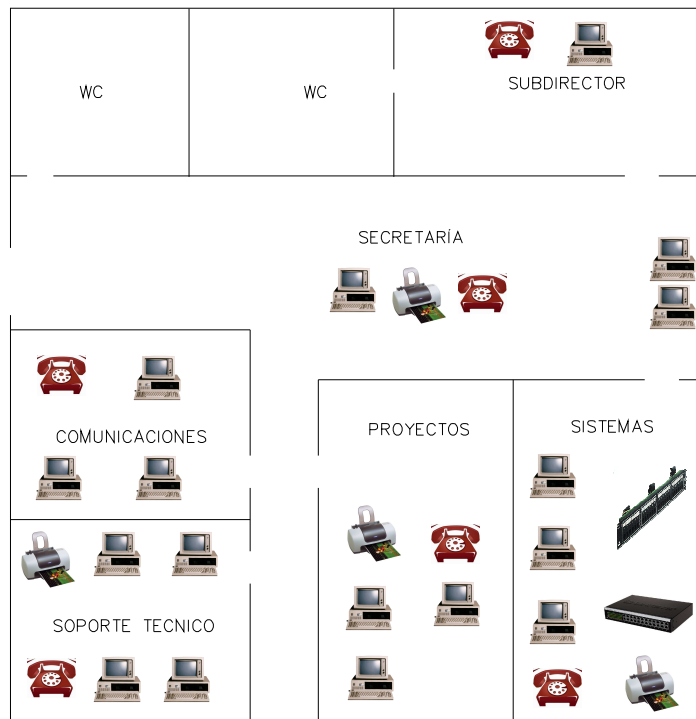 WC
WC
SUBDIRECTOR
SECRETARÍA
COMUNICACIONES
PROYECTOS
SISTEMAS
SOPORTE TECNICO